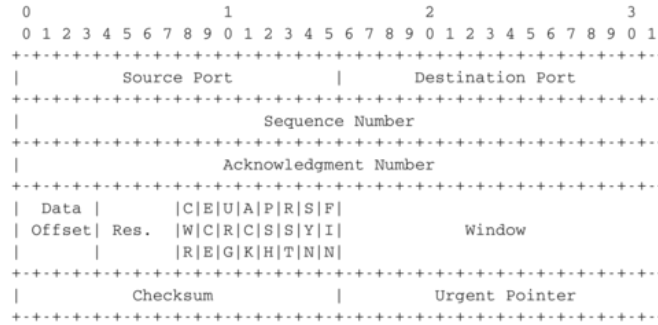 0                   1                   2                   3
0 1 2 3 4 5 6 7 8 9 0 1 2 3 4 5 6 7 8 9 0 1 2 3 4 5 6 7 8 9 0 1
+-+-+-+-+-+-+-+-+-+-+-+-+-+-+-+-+-+-+-+-+-+-+-+-+-+-+-+-+-+-+-+-
|          Source Port          |       Destination Port
+-+-+-+-+-+-+-+-+-+-+-+-+-+-+-+-+-+-+-+-+-+-+-+-+-+-+-+-+-+-+-+-
|                        Sequence Number
+-+-+-+-+-+-+-+-+-+-+-+-+-+-+-+-+-+-+-+-+-+-+-+-+-+-+-+-+-+-+-+-
|                    Acknowledgment Number
+-+-+-+-+-+-+-+-+-+-+-+-+-+-+-+-+-+-+-+-+-+-+-+-+-+-+-+-+-+-+-+-
|  Data |       |C|E|U|A|P|R|S|F|
| Offset| Res.  |W|C|R|C|S|S|Y|I|            Window
|       |       |R|E|G|K|H|T|N|N|
+-+-+-+-+-+-+-+-+-+-+-+-+-+-+-+-+-+-+-+-+-+-+-+-+-+-+-+-+-+-+-+-
|           Checksum            |         Urgent Pointer
+-+-+-+-+-+-+-+-+-+-+-+-+-+-+-+-+-+-+-+-+-+-+-+-+-+-+-+-+-+-+-+-